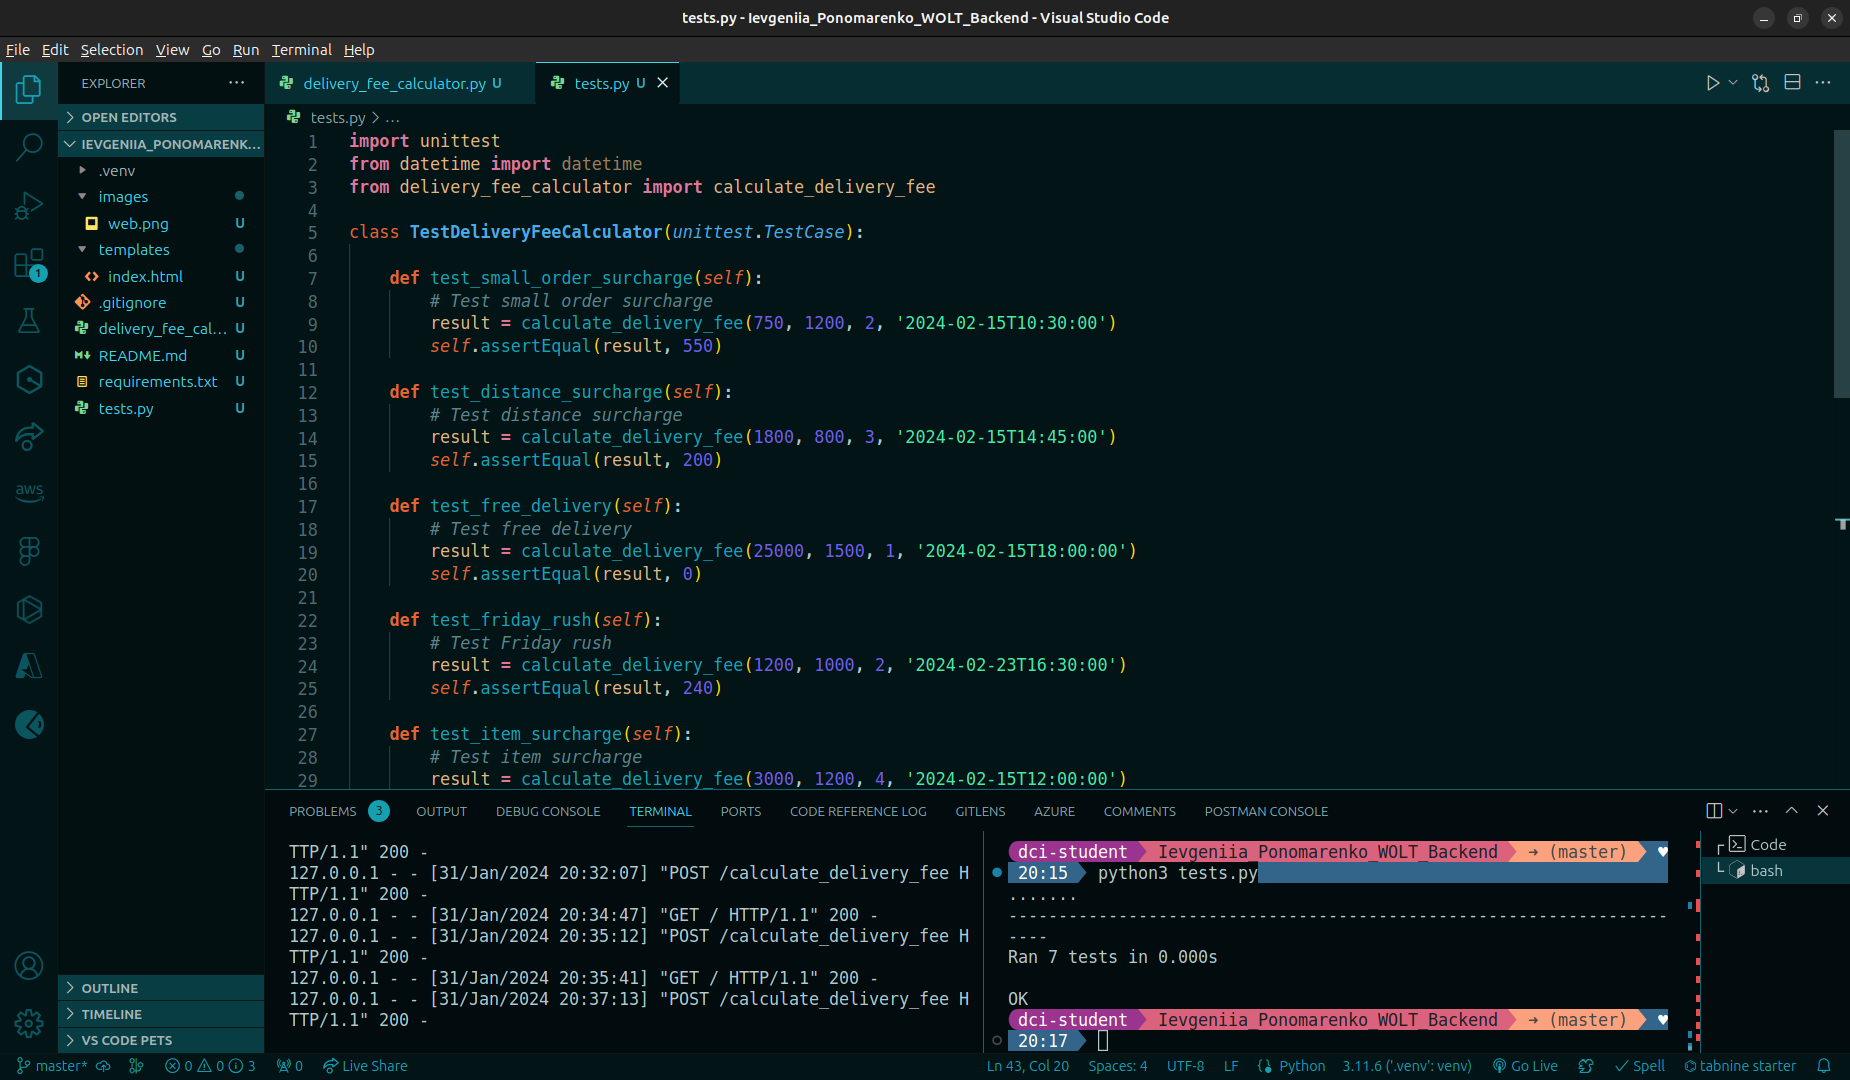 tests.py - Ievgeniia_Ponomarenko_WOLT_Backend - Visual Studio Code
File Edit Selection View Go Run Terminal Help
EXPLORER
OPEN EDITORS
IEVGENIIA_PONOMARENK...
.venv
images
web.png U
templates
index.html U
.gitignore U
delivery_fee_cal... U
README.md U
requirements.txt U
tests.py U
1
aws
OUTLINE
TIMELINE
VS CODE PETS
delivery_fee_calculator.py U tests.py U
tests.py > ...
1 import unittest
2 from datetime import datetime
3 from delivery_fee_calculator import calculate_delivery_fee
4
5 class TestDeliveryFeeCalculator(unittest.TestCase):
6
7 def test_small_order_surcharge(self):
8 # Test small order surcharge
9 result = calculate_delivery_fee(750, 1200, 2, '2024-02-15T10:30:00')
10 self.assertEqual(result, 550)
11
12 def test_distance_surcharge(self):
13 # Test distance surcharge
14 result = calculate_delivery_fee(1800, 800, 3, '2024-02-15T14:45:00')
15 self.assertEqual(result, 200)
16
17 def test_free_delivery(self):
18 # Test free delivery
19 result = calculate_delivery_fee(25000, 1500, 1, '2024-02-15T18:00:00')
20 self.assertEqual(result, 0)
21
22 def test_friday_rush(self):
23 # Test Friday rush
24 result = calculate_delivery_fee(1200, 1000, 2, '2024-02-23T16:30:00')
25 self.assertEqual(result, 240)
26
27 def test_item_surcharge(self):
28 # Test item surcharge
29 result = calculate_delivery_fee(3000, 1200, 4, '2024-02-15T12:00:00')
PROBLEMS 3 OUTPUT DEBUG CONSOLE TERMINAL PORTS CODE REFERENCE LOG GITLENS AZURE COMMENTS POSTMAN CONSOLE
TTP/1.1" 200 -
127.0.0.1 - - [31/Jan/2024 20:32:07] "POST /calculate_delivery_fee H
TTP/1.1" 200 -
127.0.0.1 - - [31/Jan/2024 20:34:47] "GET / HTTP/1.1" 200 -
127.0.0.1 - - [31/Jan/2024 20:35:12] "POST /calculate_delivery_fee H
TTP/1.1" 200 -
127.0.0.1 - - [31/Jan/2024 20:35:41] "GET / HTTP/1.1" 200 -
127.0.0.1 - - [31/Jan/2024 20:37:13] "POST /calculate_delivery_fee H
TTP/1.1" 200 -
dci-student Ievgeniia_Ponomarenko_WOLT_Backend → (master) ♥
20:15 python3 tests.py
.......
------------------------------------------------------------------
----
Ran 7 tests in 0.000s
OK
dci-student Ievgeniia_Ponomarenko_WOLT_Backend → (master) ♥
20:17
Code
bash
master* 0 0 3 0 Live Share Ln 43, Col 20 Spaces: 4 UTF-8 LF Python 3.11.6 ('.venv': venv) Go Live Spell tabnine starter